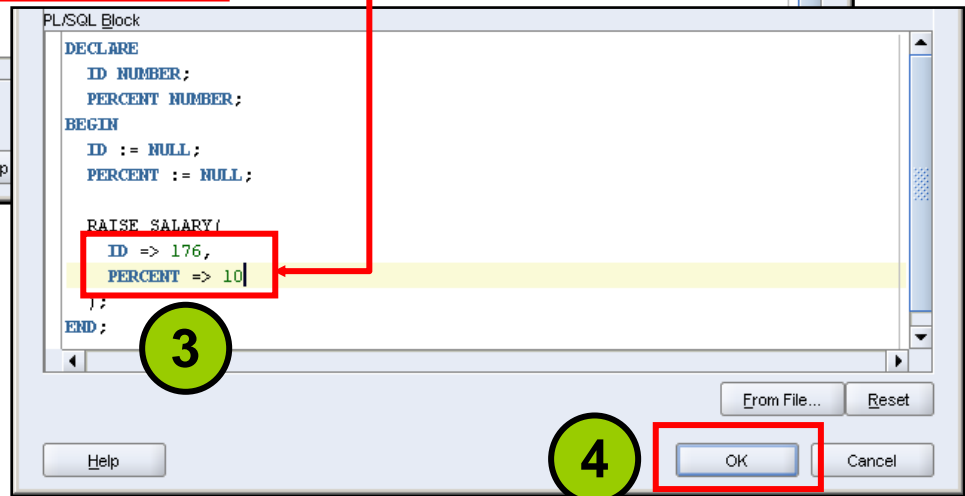 PL/SQL Block
DECLARE
ID NUMBER;
PERCENT NUMBER;
BEGIN
ID := NULL;
PERCENT := NULL;
p
RAISE_SALARY(
ID => 176,
PERCENT => 10
);
END;
3
From File... Reset
4
Help OK Cancel